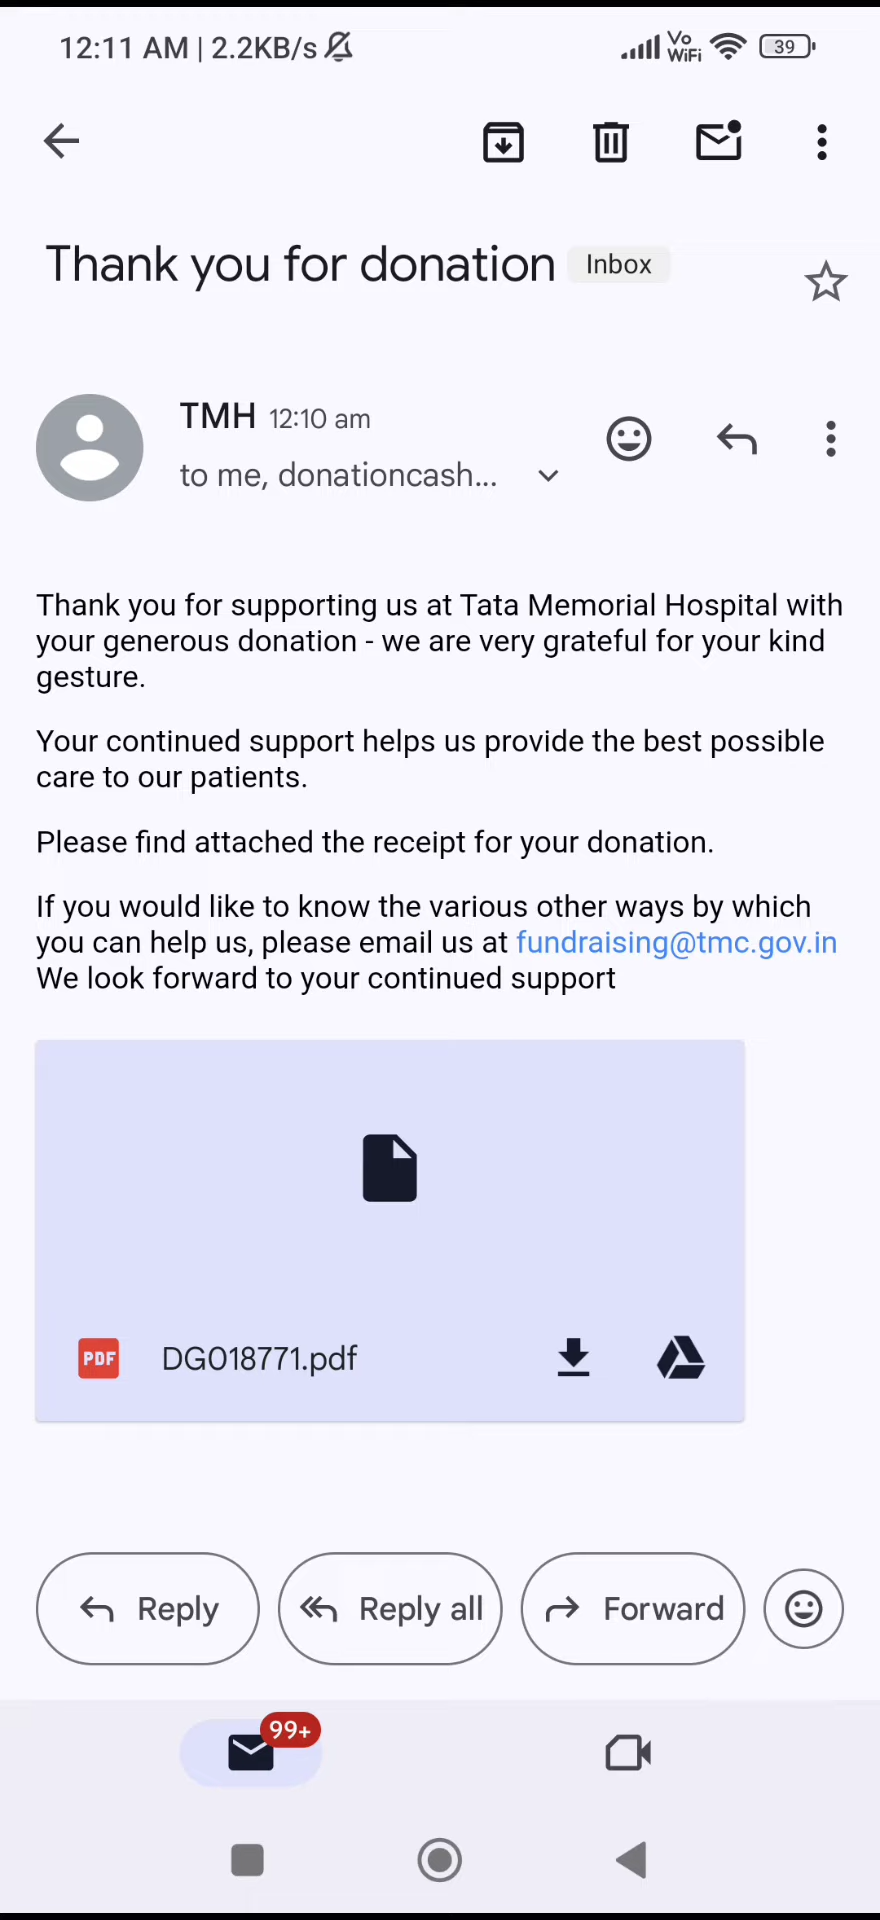 12:11 AM | 2.2KB/s
Vo
WiFi
39
Thank you for donation
Inbox
TMH 12:10 am
to me, donationcash...
Thank you for supporting us at Tata Memorial Hospital with
your generous donation - we are very grateful for your kind
gesture.
Your continued support helps us provide the best possible
care to our patients.
Please find attached the receipt for your donation.
If you would like to know the various other ways by which
you can help us, please email us at fundraising@tmc.gov.in
We look forward to your continued support
PDF
DG018771.pdf
Reply
Reply all
Forward
99+